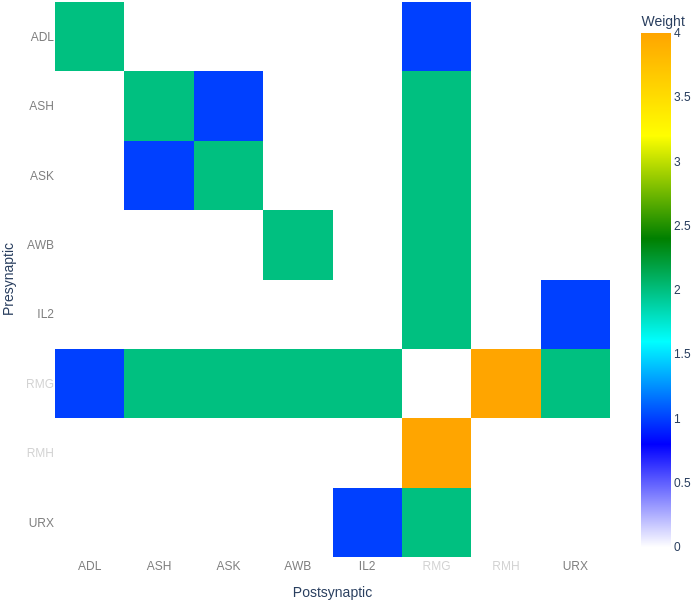 Weight
ADL
ASH
ASK
AWB
IL2
RMG
RMH
URX
Presynaptic
4
3.5
3
2.5
2
1.5
1
0.5
0
ADL ASH ASK AWB IL2 RMG RMH URX
Postsynaptic